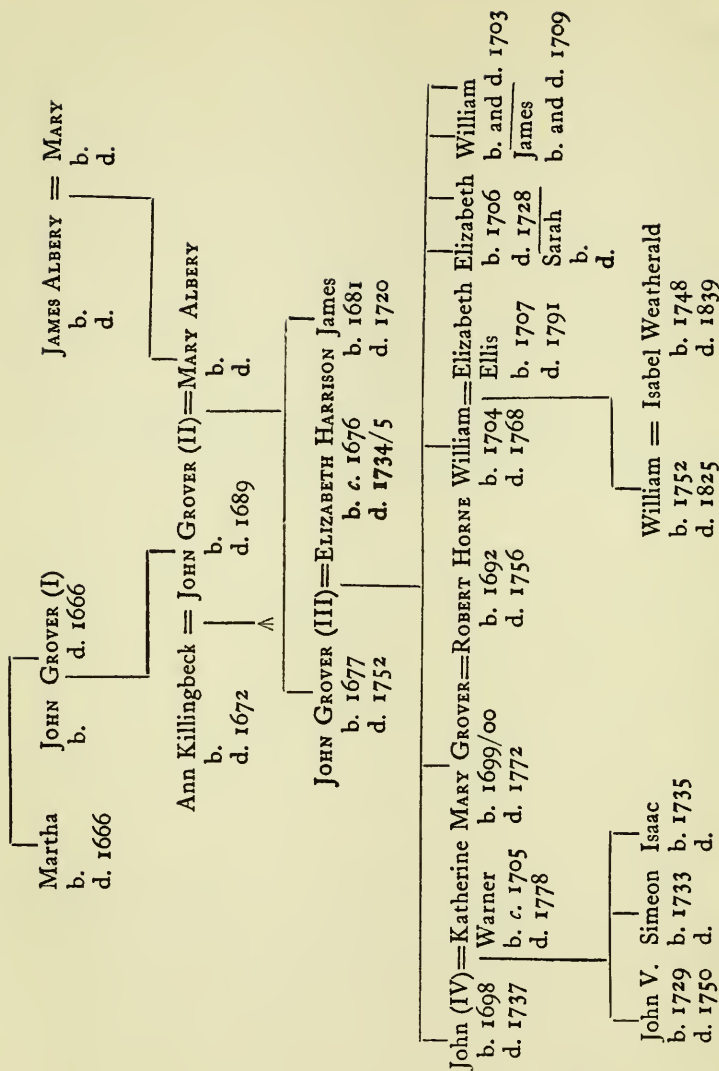 JAMES ALBERY = MARY
b. b.
d. d.
Martha JOHN GROVER (I)
b. b. d. 1666
d. 1666
Ann Killingbeck = JOHN GROVER (II)=MARY ALBERY
b. b. b.
d. 1672 d. 1689 d.
JOHN GROVER (III)=ELIZABETH HARRISON James
b. 1677 b. c. 1676 b. 1681
d. 1752 d. 1734/5 d. 1720
John (IV)=Katherine MARY GROVER=ROBERT HORNE William=Elizabeth Elizabeth William
b. 1698 Warner b. 1699/00 b. 1692 b. 1704 Ellis b. 1706 b. and d. 1703
d. 1737 b. c. 1705 d. 1772 d. 1756 d. 1768 b. 1707 d. 1728 James
d. 1778 d. 1791 Sarah b. and d. 1709
b.
d.
John V. Simeon Isaac William = Isabel Weatherald
b. 1729 b. 1733 b. 1735 b. 1752 b. 1748
d. 1750 d. d. d. 1825 d. 1839